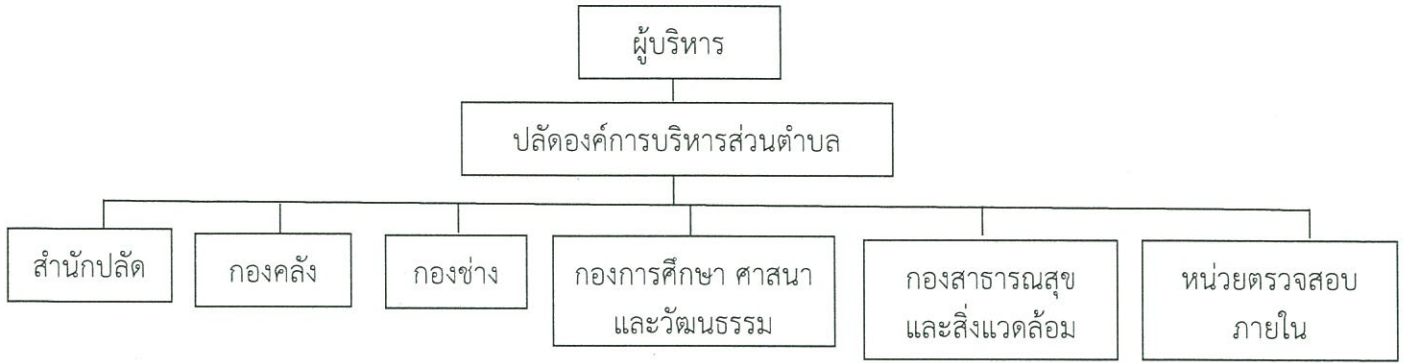 ผู้บริหาร
ปลัดองค์การบริหารส่วนตำบล
สำนักปลัด
กองคลัง
กองช่าง
กองการศึกษา ศาสนา
และวัฒนธรรม
กองสาธารณสุข
และสิ่งแวดล้อม
หน่วยตรวจสอบ
ภายใน